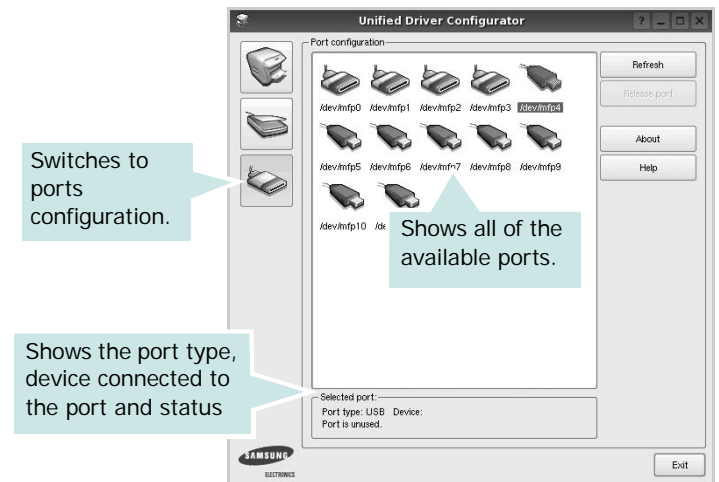 Unified Driver Configurator
Port configuration
Refresh
/dev/mfp0 /dev/mfp1 /dev/mfp2 /dev/mfp3 /dev/mfp4
Release port
About
Switches to
ports
configuration.
/dev/mfp5 /dev/mfp6 /dev/mfp7 /dev/mfp8 /dev/mfp9
Help
/dev/mfp10
Shows all of the
available ports.
Shows the port type,
device connected to
the port and status
Selected port:
Port type: USB Device:
Port is unused.
SAMSUNG
ELECTRONICS
Exit